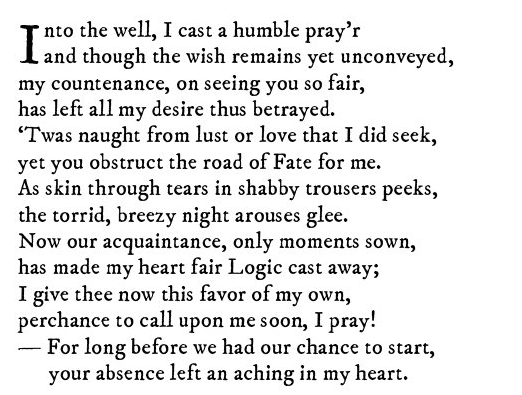 Into the well, I cast a humble pray’r
and though the wish remains yet unconveyed,
my countenance, on seeing you so fair,
has left all my desire thus betrayed.
‘Twas naught from lust or love that I did seek,
yet you obstruct the road of Fate for me.
As skin through tears in shabby trousers peeks,
the torrid, breezy night arouses glee.
Now our acquaintance, only moments sown,
has made my heart fair Logic cast away;
I give thee now this favor of my own,
perchance to call upon me soon, I pray!
— For long before we had our chance to start,
your absence left an aching in my heart.